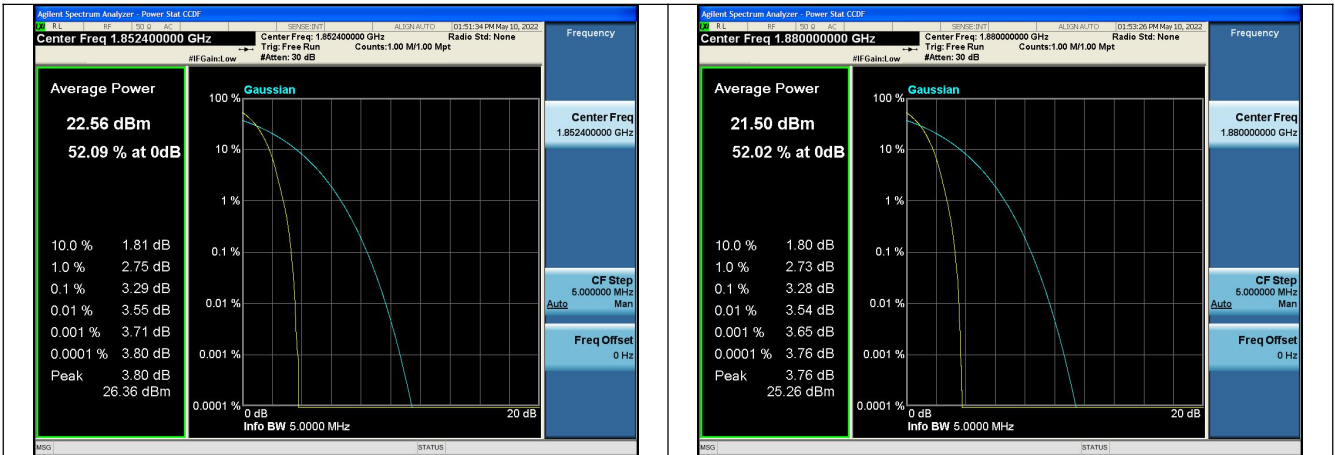 Agilent Spectrum Analyzer - Power Stat CCDF
LXI RL RF 50 Ω AC SENSE:INT ALIGN AUTO 01:51:34 PM May 10, 2022
Center Freq 1.852400000 GHz
Center Freq: 1.852400000 GHz Radio Std: None
Trig: Free Run Counts:1.00 M/1.00 Mpt
#IFGain:Low #Atten: 30 dB
Frequency
Average Power
22.56 dBm
52.09 % at 0dB
10.0 % 1.81 dB
1.0 % 2.75 dB
0.1 % 3.29 dB
0.01 % 3.55 dB
0.001 % 3.71 dB
0.0001 % 3.80 dB
Peak 3.80 dB
26.36 dBm
Gaussian
100 %
10 %
1 %
0.1 %
0.01 %
0.001 %
0.0001 %
0 dB 20 dB
Info BW 5.0000 MHz
Center Freq
1.852400000 GHz
CF Step
5.000000 MHz
Auto Man
Freq Offset
0 Hz
MSG STATUS
Agilent Spectrum Analyzer - Power Stat CCDF
LXI RL RF 50 Ω AC SENSE:INT ALIGN AUTO 01:53:26 PM May 10, 2022
Center Freq 1.880000000 GHz
Center Freq: 1.880000000 GHz Radio Std: None
Trig: Free Run Counts:1.00 M/1.00 Mpt
#IFGain:Low #Atten: 30 dB
Frequency
Average Power
21.50 dBm
52.02 % at 0dB
10.0 % 1.80 dB
1.0 % 2.73 dB
0.1 % 3.28 dB
0.01 % 3.54 dB
0.001 % 3.65 dB
0.0001 % 3.76 dB
Peak 3.76 dB
25.26 dBm
Gaussian
100 %
10 %
1 %
0.1 %
0.01 %
0.001 %
0.0001 %
0 dB 20 dB
Info BW 5.0000 MHz
Center Freq
1.880000000 GHz
CF Step
5.000000 MHz
Auto Man
Freq Offset
0 Hz
MSG STATUS